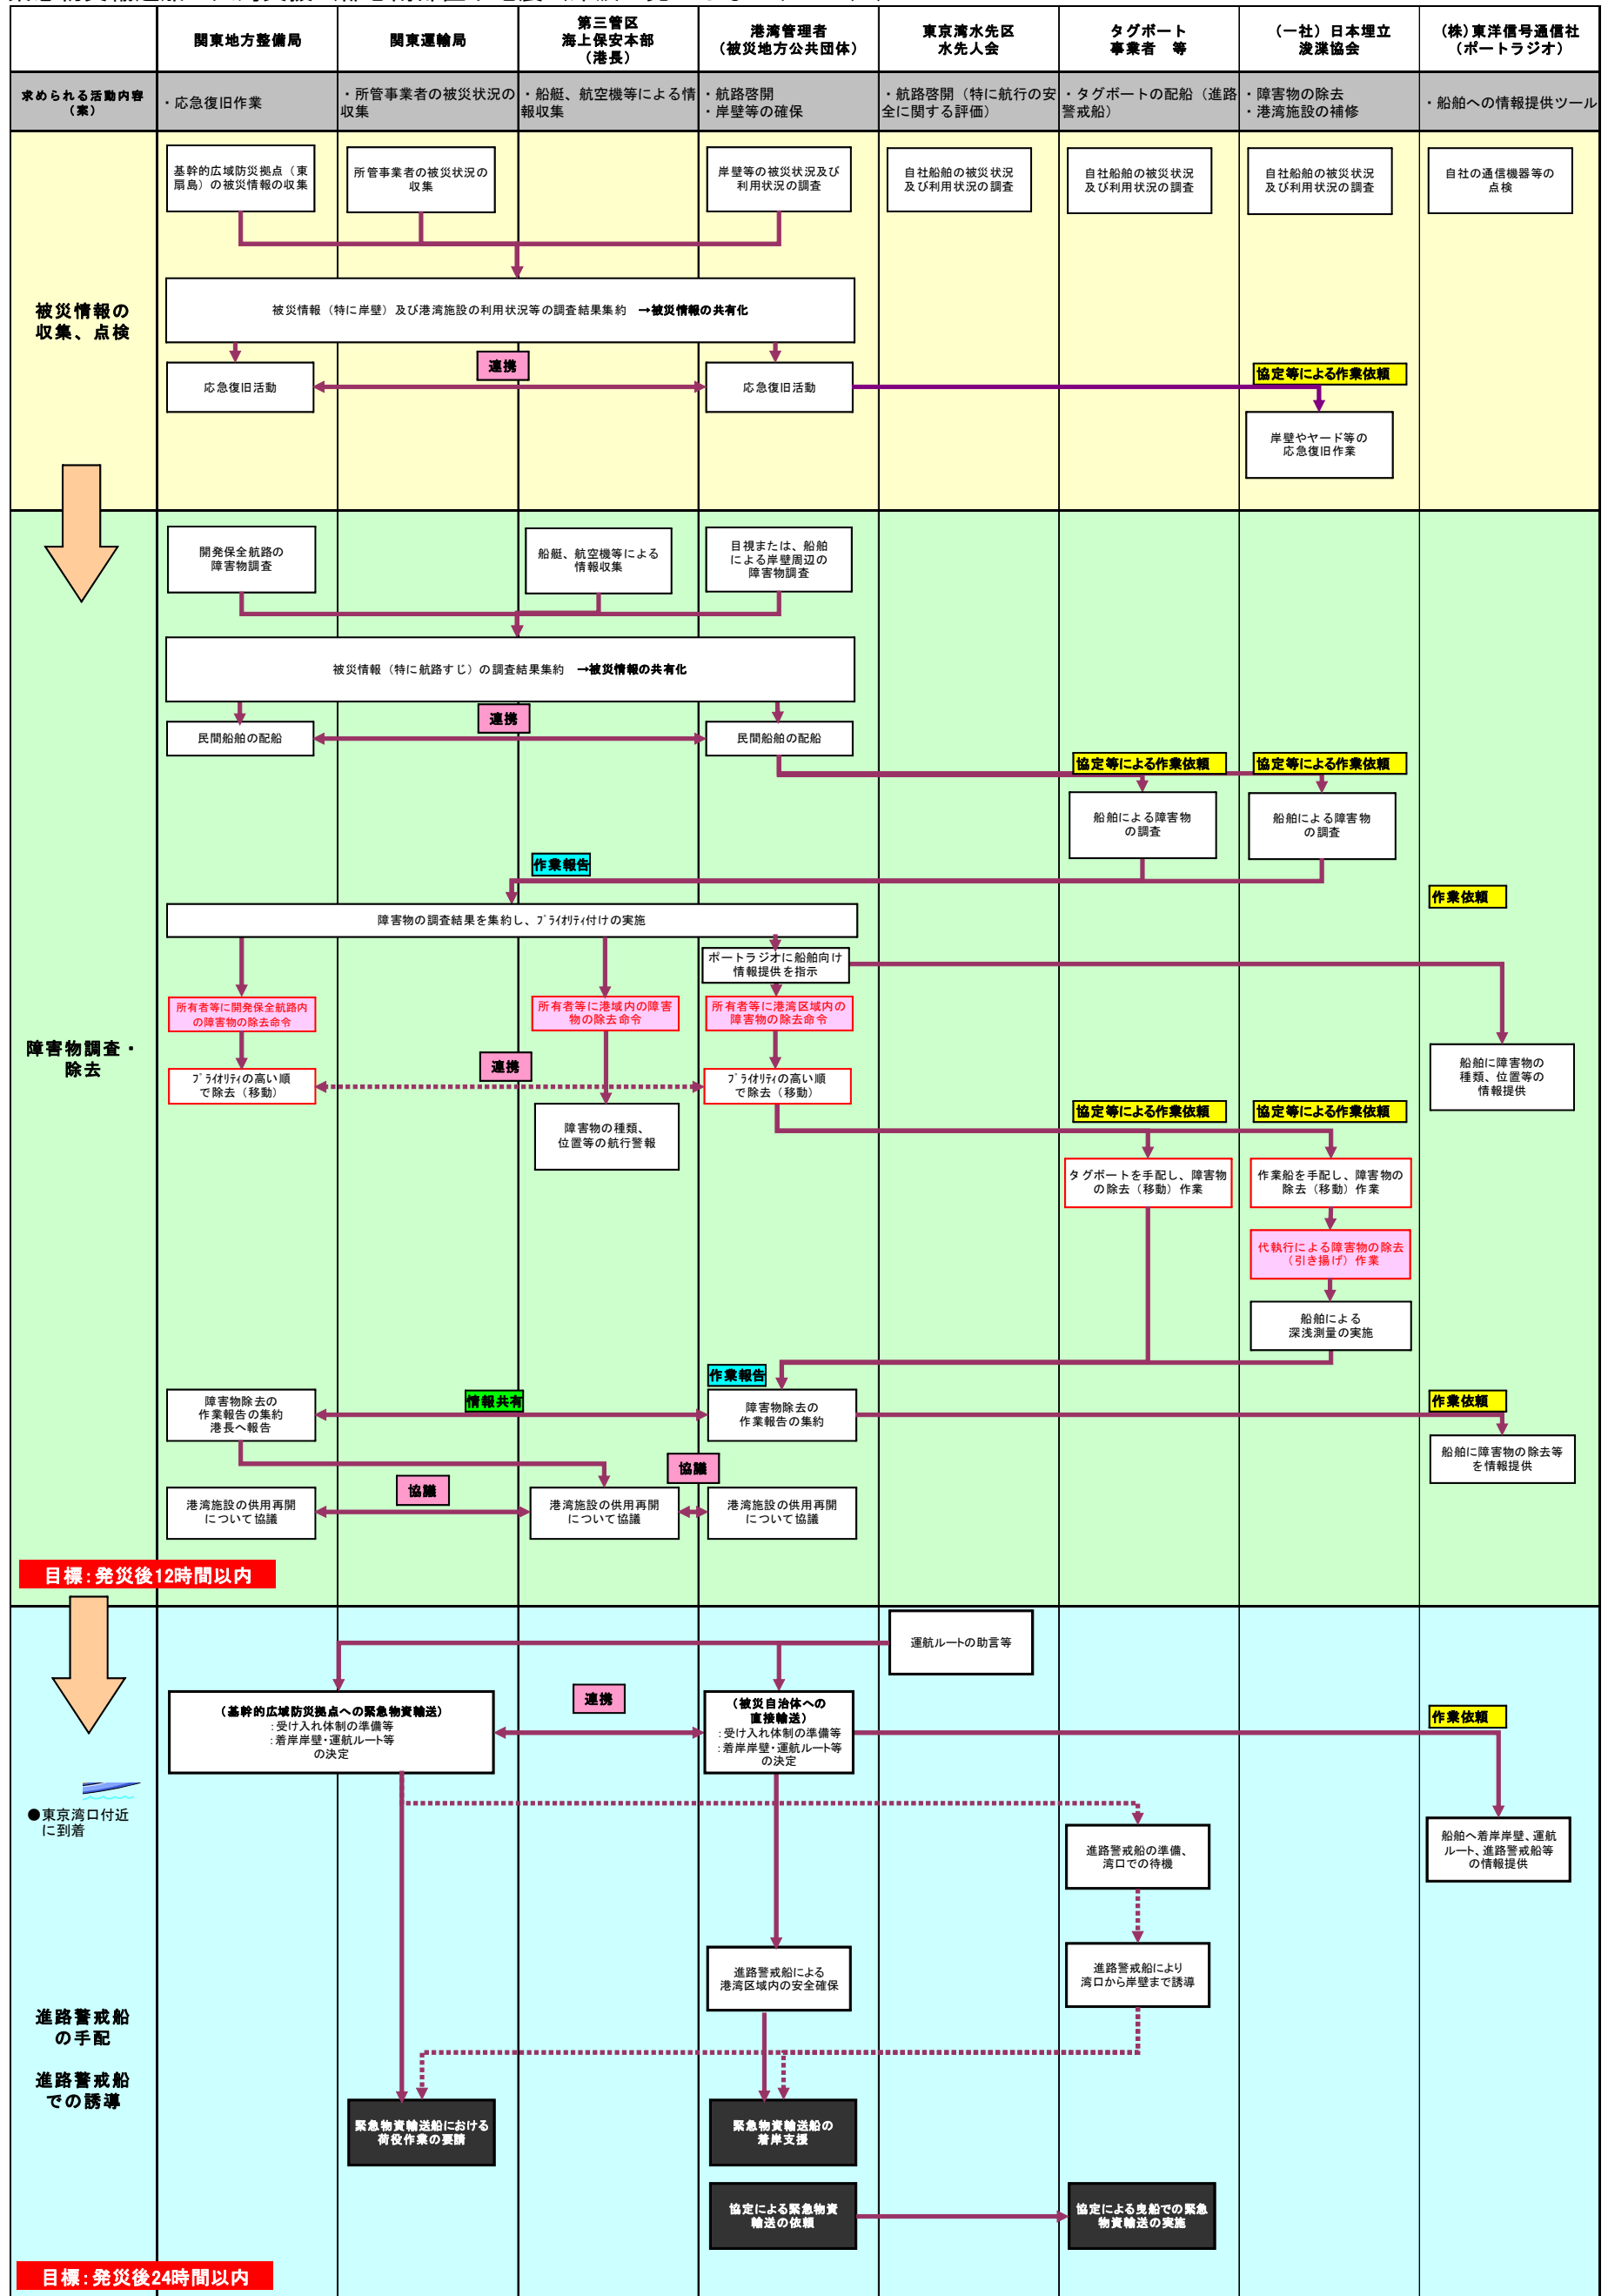 関東地方整備局
関東運輸局
第三管区
海上保安本部
(港長)
港湾管理者
(被災地方公共団体)
東京湾水先区
水先人会
タグボート
事業者　等
(一社)日本埋立
浚渫協会
(株)東洋信号通信社
(ポートラジオ)
求められる活動内容
(案)
・応急復旧作業
・所管事業者の被災状況の
収集
・船艇、航空機等による情
報収集
・航路啓開
・岸壁等の確保
・航路啓開(特に航行の安
全に関する評価)
・タグボートの配船(進路
警戒船)
・障害物の除去
・港湾施設の補修
・船舶への情報提供ツール
被災情報の
収集、点検
基幹的広域防災拠点(東
扇島)の被災情報の収集
所管事業者の被災状況の
収集
岸壁等の被災状況及び
利用状況の調査
自社船舶の被災状況
及び利用状況の調査
自社船舶の被災状況
及び利用状況の調査
自社船舶の被災状況
及び利用状況の調査
自社の通信機器等の
点検
被災情報(特に岸壁)及び港湾施設の利用状況等の調査結果集約　→被災情報の共有化
連携
応急復旧活動
応急復旧活動
協定等による作業依頼
岸壁やヤード等の
応急復旧作業
障害物調査・
除去
開発保全航路の
障害物調査
船艇、航空機等による
情報収集
目視または、船舶
による岸壁周辺の
障害物調査
被災情報(特に航路すじ)の調査結果集約　→被災情報の共有化
連携
民間船舶の配船
民間船舶の配船
協定等による作業依頼
協定等による作業依頼
船舶による障害物
の調査
船舶による障害物
の調査
作業報告
作業依頼
障害物の調査結果を集約し、プライオリティ付けの実施
ポートラジオに船舶向け
情報提供を指示
所有者等に開発保全航路内
の障害物の除去命令
所有者等に港域内の障害
物の除去命令
所有者等に港湾区域内の
障害物の除去命令
連携
プライオリティの高い順
で除去(移動)
プライオリティの高い順
で除去(移動)
船舶に障害物の
種類、位置等の
情報提供
障害物の種類、
位置等の航行警報
協定等による作業依頼
協定等による作業依頼
タグボートを手配し、障害物
の除去(移動)作業
作業船を手配し、障害物の
除去(移動)作業
代執行による障害物の除去
(引き揚げ)作業
船舶による
深浅測量の実施
作業報告
情報共有
作業依頼
障害物除去の
作業報告の集約
港長へ報告
障害物除去の
作業報告の集約
船舶に障害物の除去等
を情報提供
協議
協議
港湾施設の供用再開
について協議
港湾施設の供用再開
について協議
港湾施設の供用再開
について協議
目標:発災後12時間以内
運航ルートの助言等
(基幹的広域防災拠点への緊急物資輸送)
:受け入れ体制の準備等
:着岸岸壁・運航ルート等
の決定
連携
(被災自治体への
直接輸送)
:受け入れ体制の準備等
:着岸岸壁・運航ルート等
の決定
作業依頼
●東京湾口付近
に到着
進路警戒船の準備、
湾口での待機
船舶へ着岸岸壁、運航
ルート、進路警戒船等
の情報提供
進路警戒船による
港湾区域内の安全確保
進路警戒船により
湾口から岸壁まで誘導
進路警戒船
の手配
進路警戒船
での誘導
緊急物資輸送船における
荷役作業の要請
緊急物資輸送船の
着岸支援
協定による緊急物資
輸送の依頼
協定による曳船での緊急
物資輸送の実施
目標:発災後24時間以内